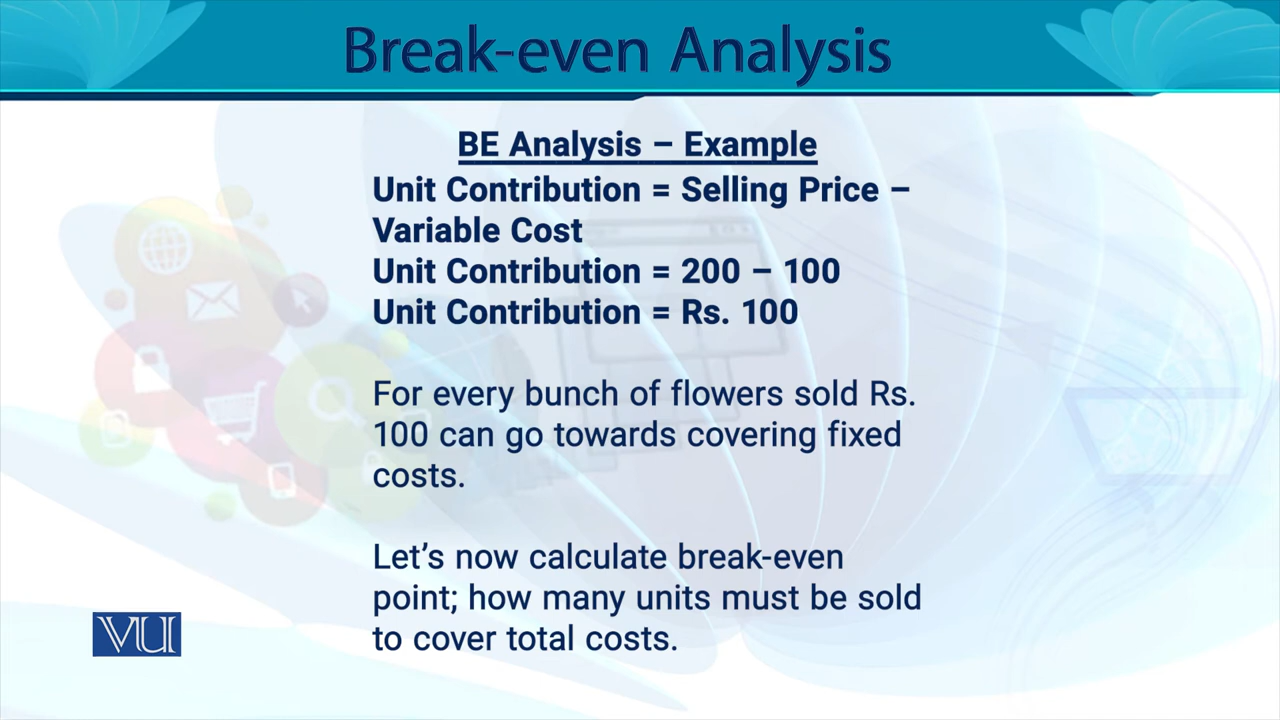 Break-even Analysis
BE Analysis – Example
Unit Contribution = Selling Price –
Variable Cost
Unit Contribution = 200 – 100
Unit Contribution = Rs. 100
For every bunch of flowers sold Rs.
100 can go towards covering fixed
costs.
Let’s now calculate break-even
point; how many units must be sold
to cover total costs.
VU